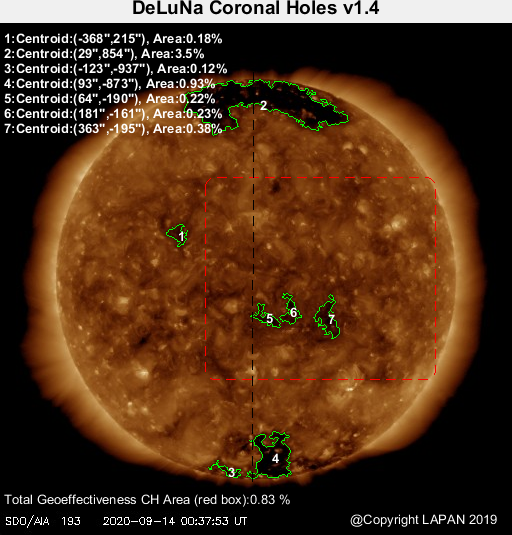 DeLuNa Coronal Holes v1.4
1:Centroid:(-368",215"), Area:0.18%
2:Centroid:(29",854"), Area:3.5%
3:Centroid:(-123",-937"), Area:0.12%
4:Centroid:(93",-873"), Area:0.93%
5:Centroid:(64",-190"), Area:0.22%
6:Centroid:(181",-161"), Area:0.23%
7:Centroid:(363",-195"), Area:0.38%
2
1
5 6 7
3 4
Total Geoeffectiveness CH Area (red box):0.83 %
SDO/AIA 193 2020-09-14 00:37:53 UT
@Copyright LAPAN 2019